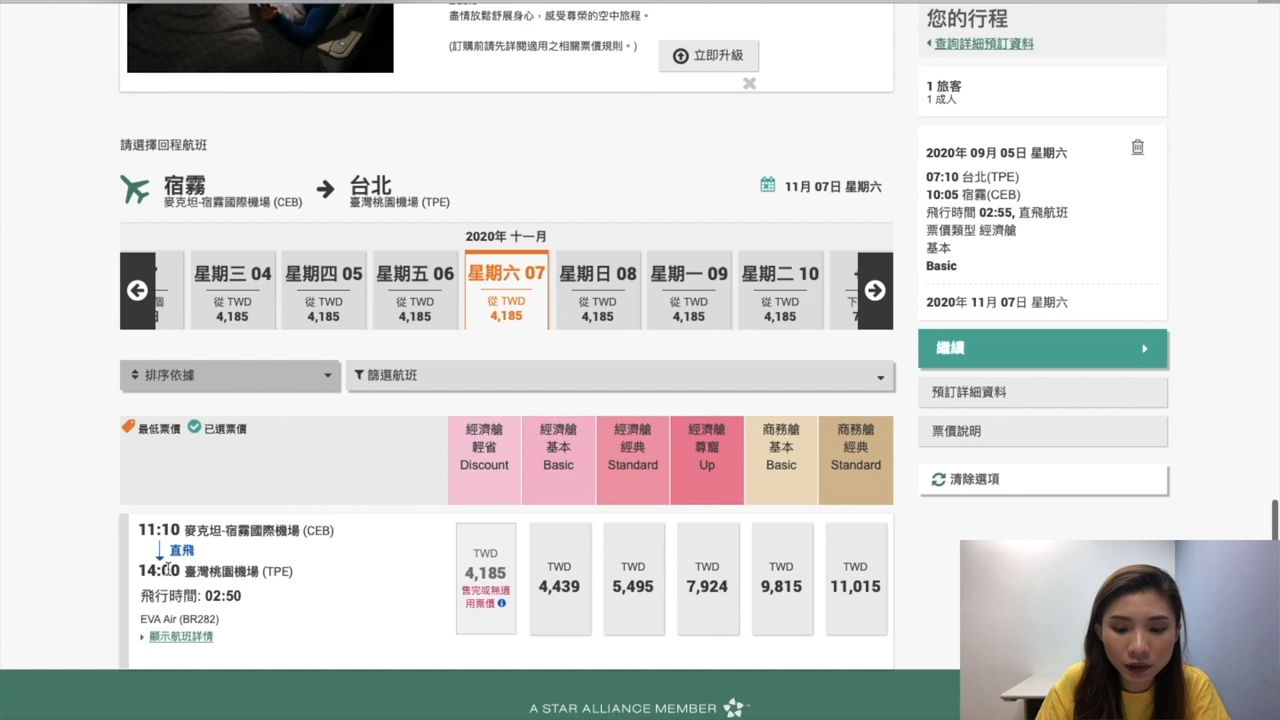 盡情放鬆舒展身心，感受尊榮的空中旅程。
(訂購前請先詳閱適用之相關票價規則。)
立即升級
請選擇回程航班
宿霧
麥克坦-宿霧國際機場 (CEB)
台北
臺灣桃園機場 (TPE)
11月 07日 星期六
2020年 十一月
星期三 04
從 TWD
4,185
星期四 05
從 TWD
4,185
星期五 06
從 TWD
4,185
星期六 07
從 TWD
4,185
星期日 08
從 TWD
4,185
星期一 09
從 TWD
4,185
星期二 10
從 TWD
4,185
排序依據
篩選航班
最低票價
已選票價
經濟艙
輕省
Discount
經濟艙
基本
Basic
經濟艙
經典
Standard
經濟艙
尊寵
Up
商務艙
基本
Basic
商務艙
經典
Standard
11:10 麥克坦-宿霧國際機場 (CEB)
直飛
14:00 臺灣桃園機場 (TPE)
飛行時間: 02:50
EVA Air (BR282)
顯示航班詳情
TWD
4,185
售完或無適
用票價
TWD
4,439
TWD
5,495
TWD
7,924
TWD
9,815
TWD
11,015
您的行程
查詢詳細預訂資料
1 旅客
1 成人
2020年 09月 05日 星期六
07:10 台北(TPE)
10:05 宿霧(CEB)
飛行時間 02:55, 直飛航班
票價類型 經濟艙
基本
Basic
2020年 11月 07日 星期六
繼續
預訂詳細資料
票價說明
清除選項
A STAR ALLIANCE MEMBER